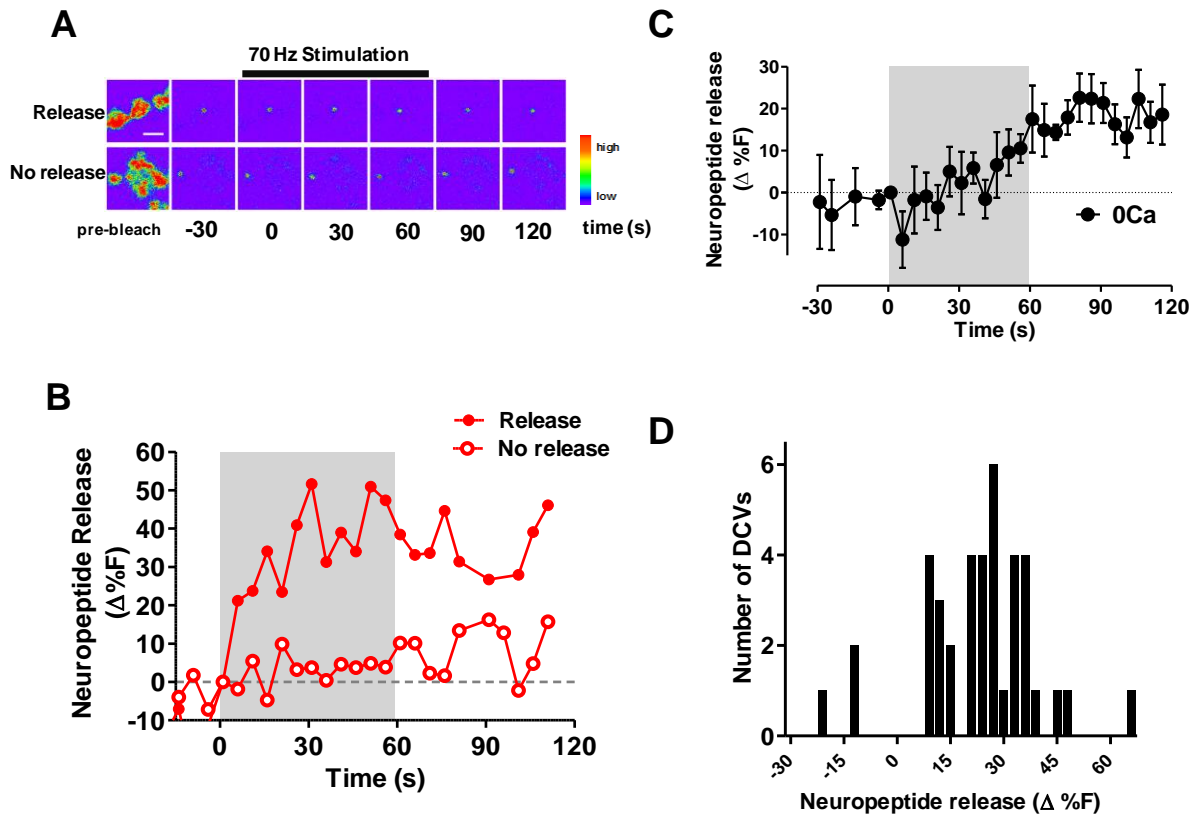 A
70 Hz Stimulation
Release
No release
high
low
pre-bleach
-30 0 30 60 90 120 time (s)
B
Release
No release
Neuropeptide Release
(Δ %F)
60
50
40
30
20
10
0
-10
0 30 60 90 120
Time (s)
C
Neuropeptide release
(Δ %F)
30
20
10
0
-10
0Ca
-30 0 30 60 90 120
Time (s)
D
Number of DCVs
6
4
2
0
-30 -15 0 15 30 45 60
Neuropeptide release (Δ %F)